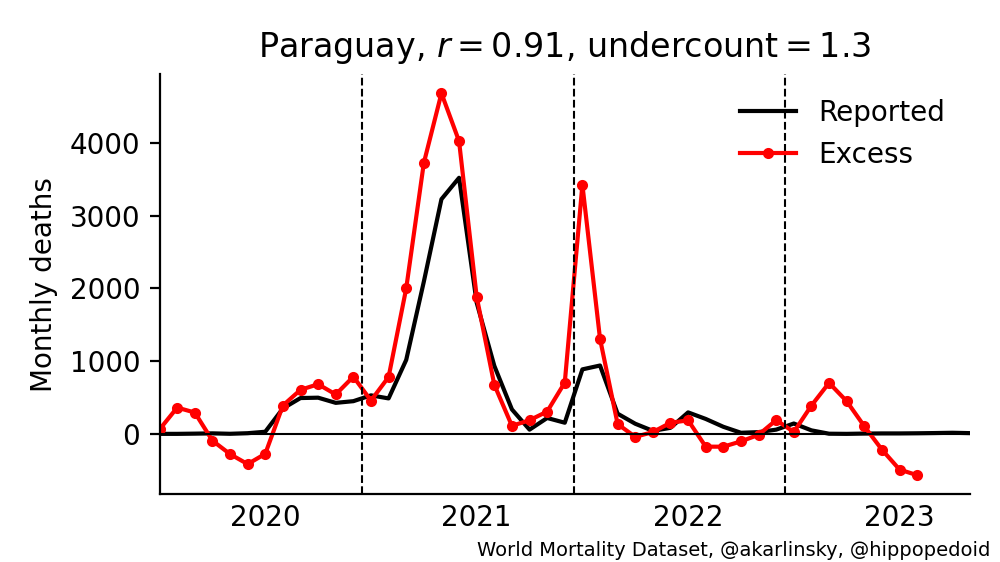 Paraguay, r = 0.91, undercount = 1.3
Reported
Excess
Monthly deaths
4000
3000
2000
1000
0
2020 2021 2022 2023
World Mortality Dataset, @akarlinsky, @hippopedoid